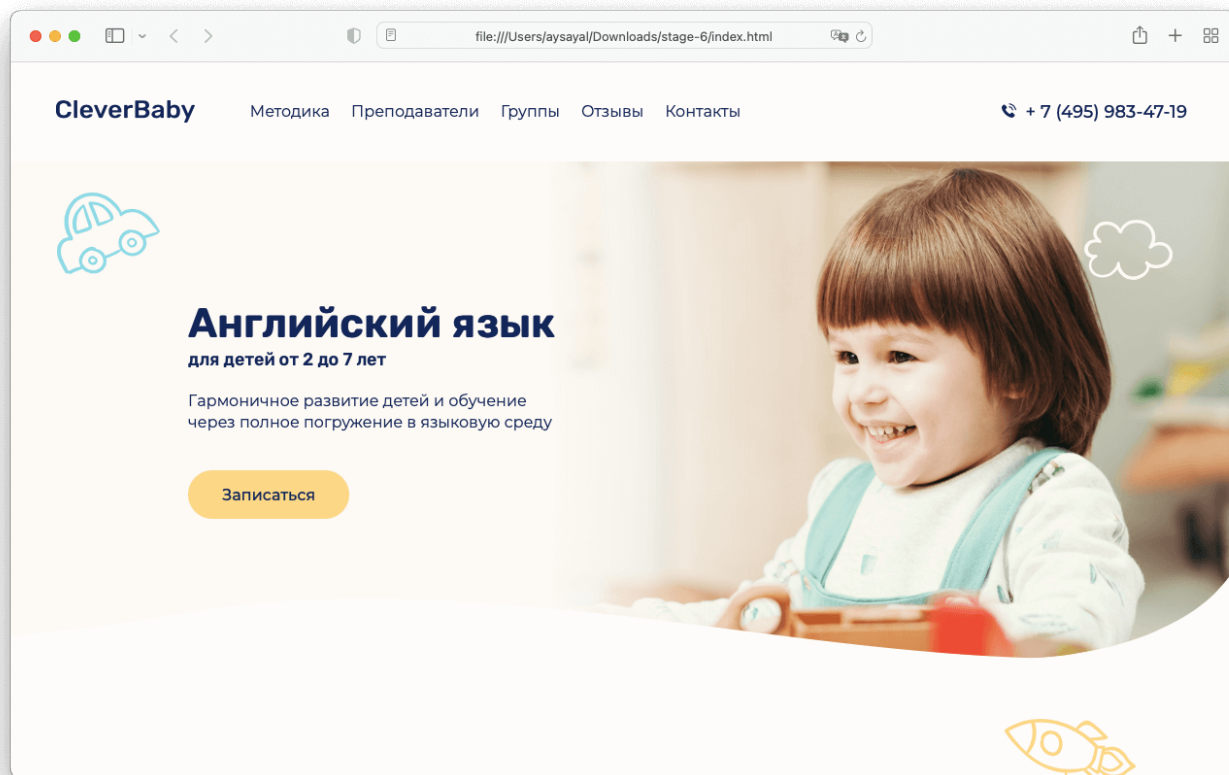 file:///Users/aysayal/Downloads/stage-6/index.html
CleverBaby
Методика Преподаватели Группы Отзывы Контакты
+ 7 (495) 983-47-19
Английский язык
для детей от 2 до 7 лет
Гармоничное развитие детей и обучение
через полное погружение в языковую среду
Записаться